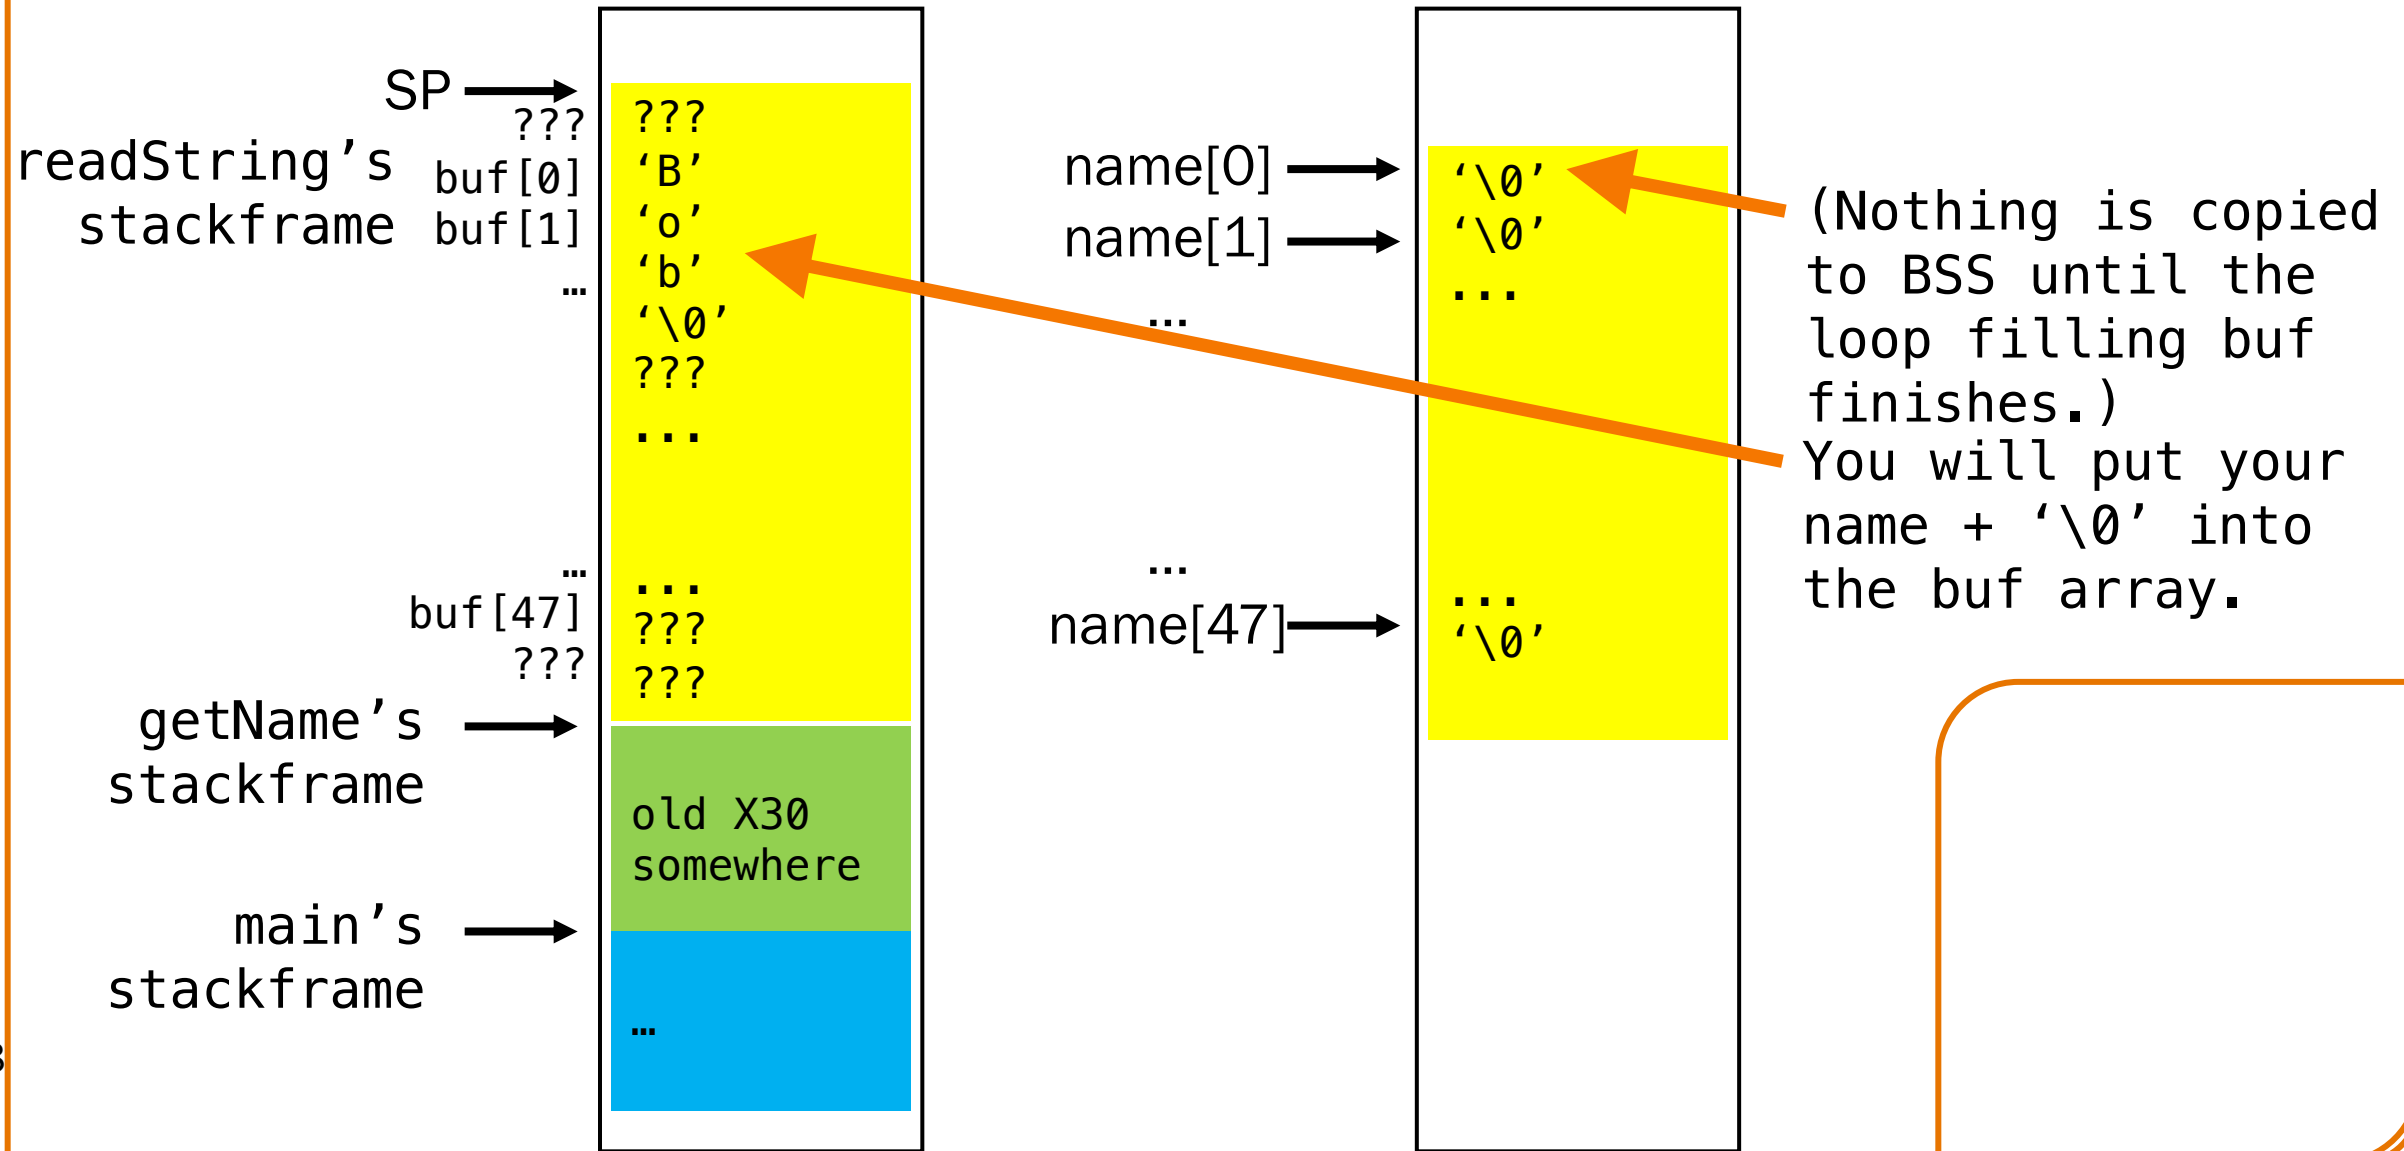 SP
???
readString’s
stackframe
buf[0]
buf[1]
…
…
buf[47]
???
getName’s
stackframe
main’s
stackframe
???
‘B’
‘o’
‘b’
‘\0’
???
...
...
???
???
old X30
somewhere
…
name[0]
name[1]
…
…
name[47]
‘\0’
‘\0’
...
...
‘\0’
(Nothing is copied
to BSS until the
loop filling buf
finishes.)
You will put your
name + ‘\0’ into
the buf array.